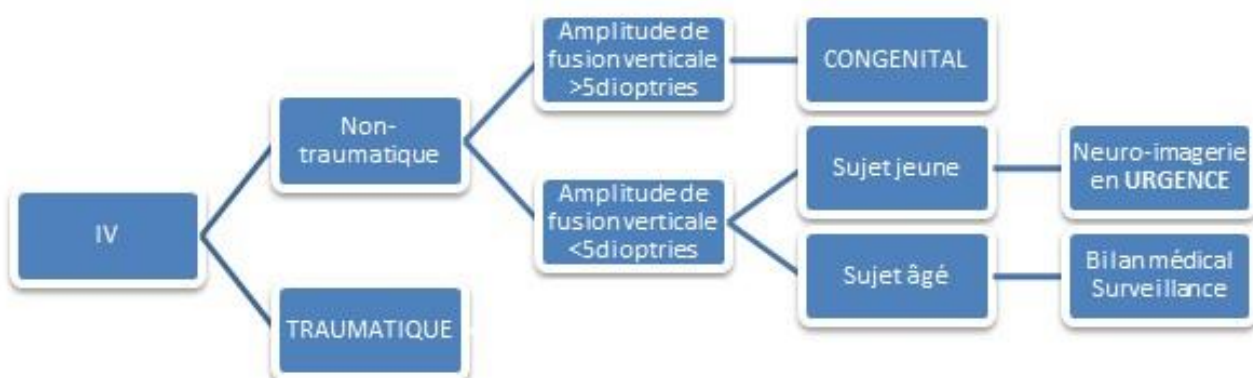 IV
Non-
traumatique
TRAUMATIQUE
Amplitude de
fusion verticale
>5dioptries
Amplitude de
fusion verticale
<5dioptries
CONGENITAL
Sujet jeune
Sujet âgé
Neuro-imagerie
en URGENCE
Bilan médical
Surveillance